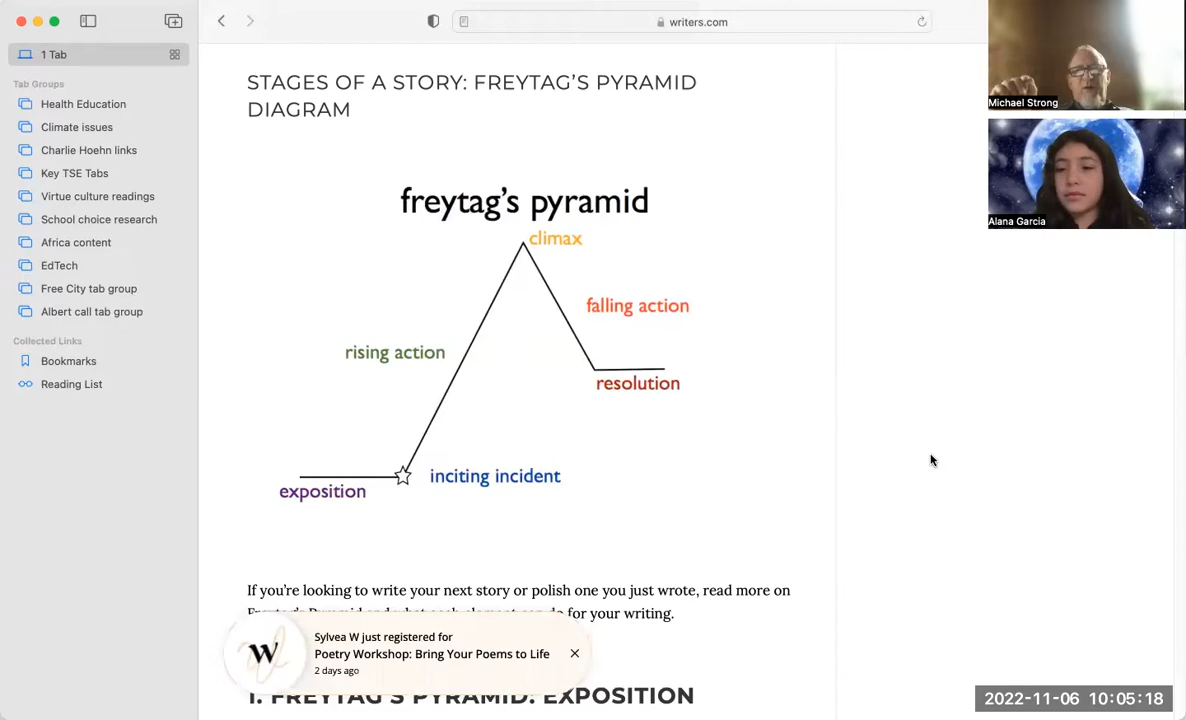 writers.com
1 Tab
Tab Groups
Health Education
Climate issues
Charlie Hoehn links
Key TSE Tabs
Virtue culture readings
School choice research
Africa content
EdTech
Free City tab group
Albert call tab group
Collected Links
Bookmarks
Reading List
STAGES OF A STORY: FREYTAG'S PYRAMID
DIAGRAM
freytag's pyramid
climax
falling action
rising action
resolution
inciting incident
exposition
If you're looking to write your next story or polish one you just wrote, read more on
for your writing.
Sylvea W just registered for
Poetry Workshop: Bring Your Poems to Life
2 days ago
W
1. FREYTAG'S PYRAMID: EXPOSITION
Michael Strong
Alana Garcia
2022-11-06 10:05:18